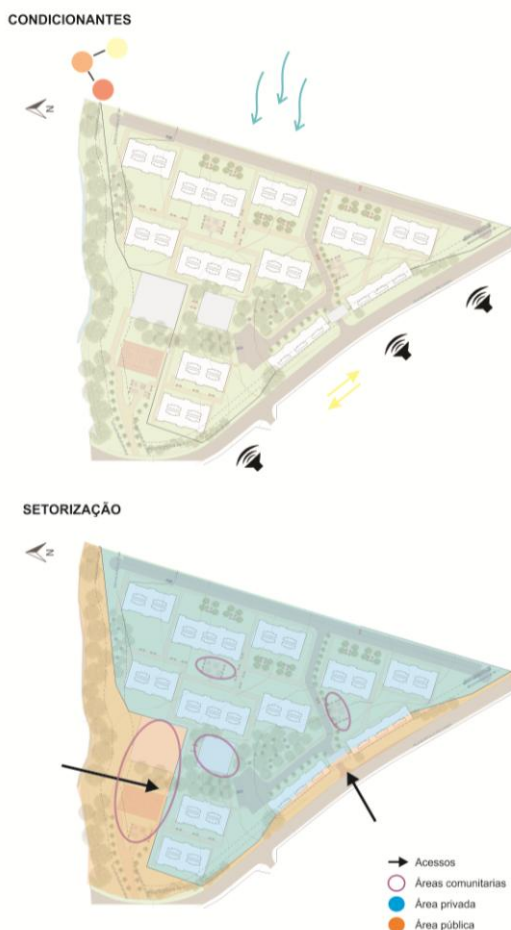 CONDICIONANTES
N
SETORIZAÇÃO
N
Acessos
Áreas comunitarias
Área privada
Área pública